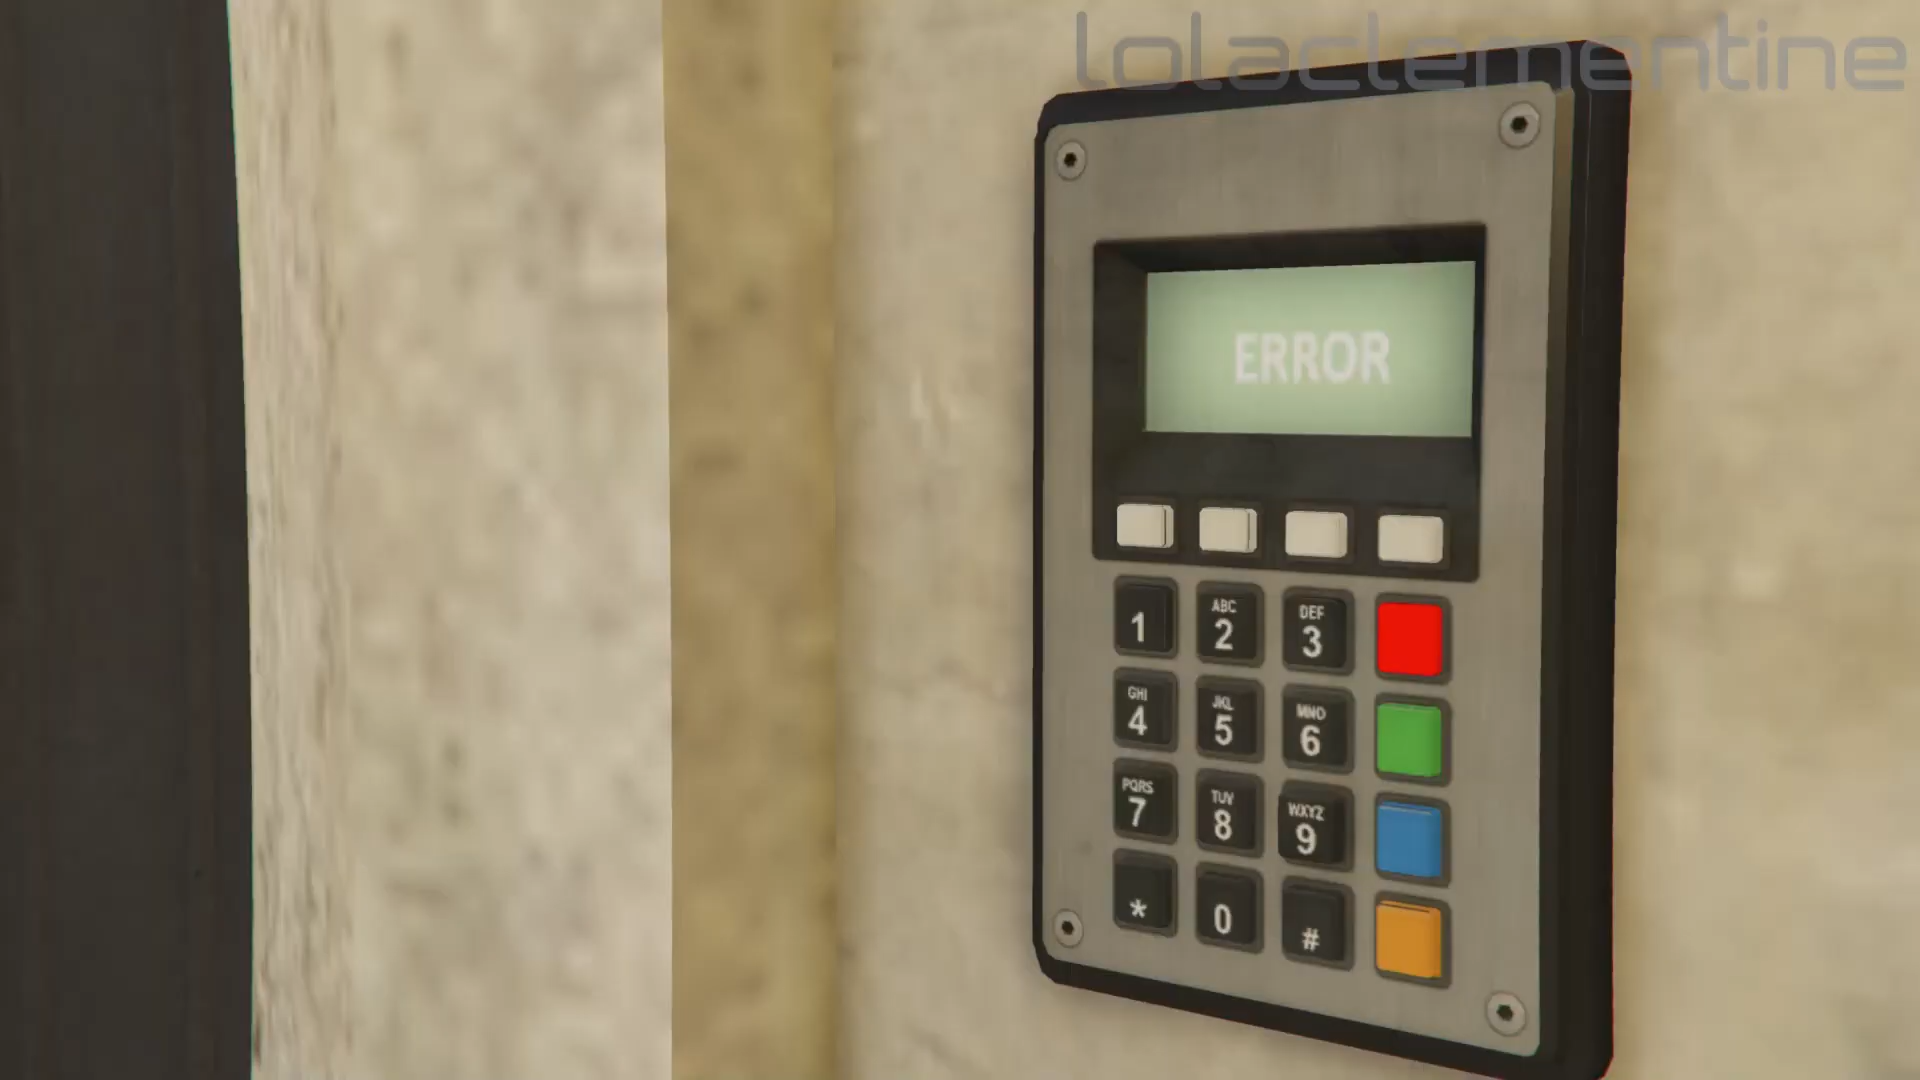 lolaclementine
ERROR
1
ABC
2
DEF
3
GHI
4
JKL
5
MNO
6
PQRS
7
TUV
8
WXYZ
9
*
0
#